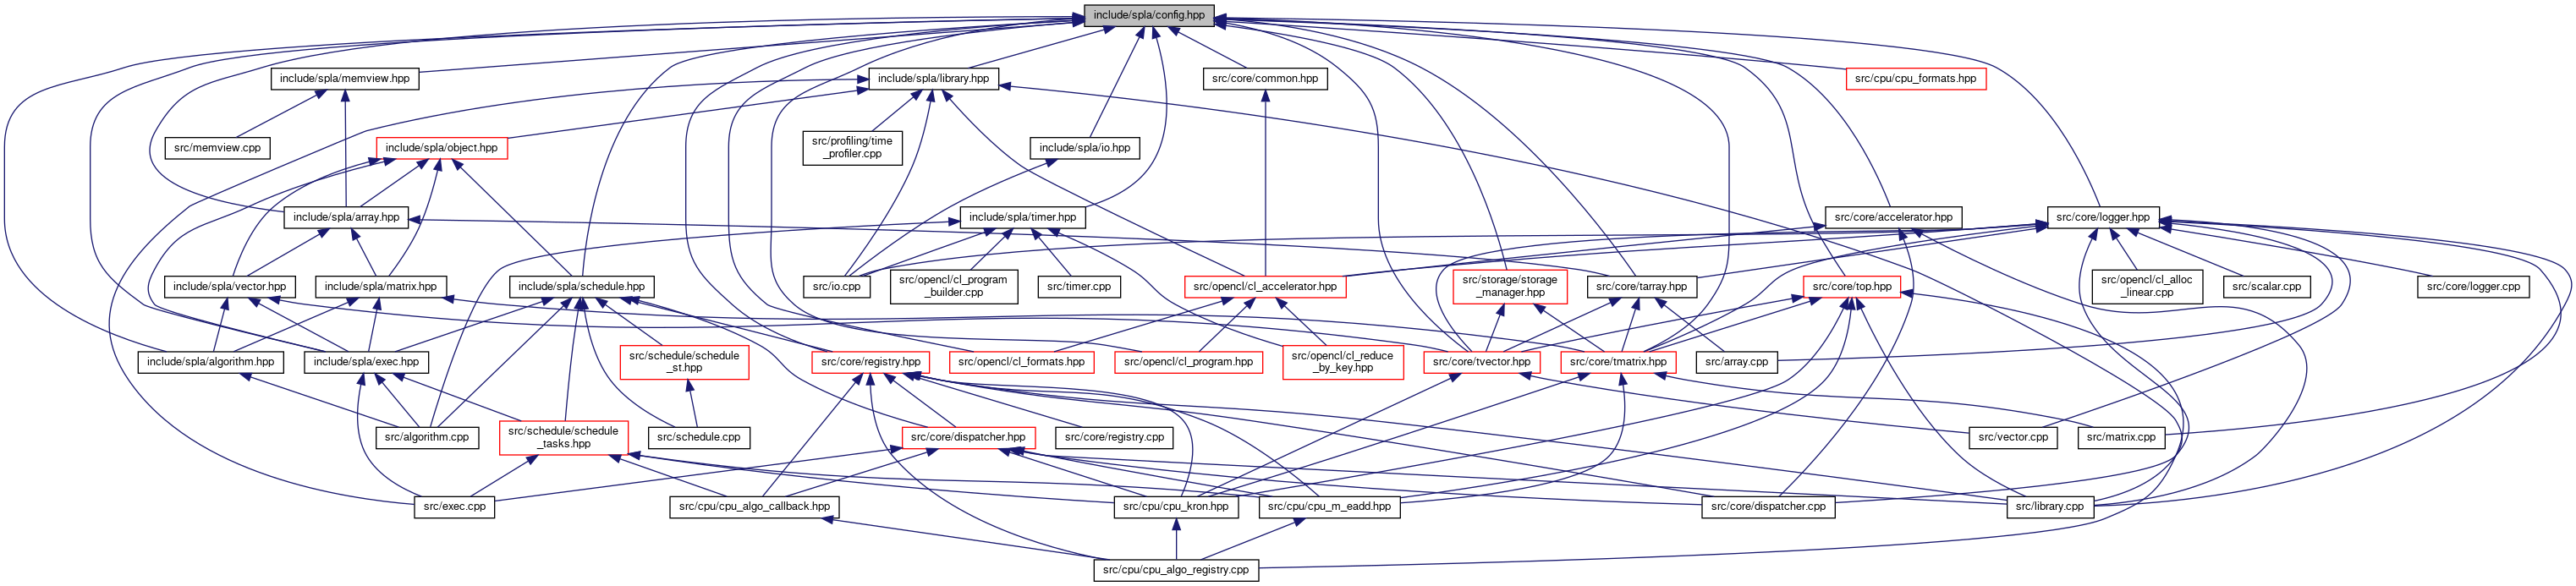 include/spla/config.hpp
include/spla/memview.hpp
include/spla/library.hpp
src/core/common.hpp
src/cpu/cpu_formats.hpp
src/memview.cpp
include/spla/object.hpp
src/profiling/time
_profiler.cpp
include/spla/io.hpp
include/spla/array.hpp
include/spla/timer.hpp
src/core/accelerator.hpp
src/core/logger.hpp
include/spla/vector.hpp
include/spla/matrix.hpp
include/spla/schedule.hpp
src/io.cpp
src/opencl/cl_program
_builder.cpp
src/timer.cpp
src/opencl/cl_accelerator.hpp
src/storage/storage
_manager.hpp
src/core/tarray.hpp
src/core/top.hpp
src/opencl/cl_alloc
_linear.cpp
src/scalar.cpp
src/core/logger.cpp
include/spla/algorithm.hpp
include/spla/exec.hpp
src/schedule/schedule
_st.hpp
src/core/registry.hpp
src/opencl/cl_formats.hpp
src/opencl/cl_program.hpp
src/opencl/cl_reduce
_by_key.hpp
src/core/tvector.hpp
src/core/tmatrix.hpp
src/array.cpp
src/algorithm.cpp
src/schedule/schedule
_tasks.hpp
src/schedule.cpp
src/core/dispatcher.hpp
src/core/registry.cpp
src/vector.cpp
src/matrix.cpp
src/exec.cpp
src/cpu/cpu_algo_callback.hpp
src/cpu/cpu_kron.hpp
src/cpu/cpu_m_eadd.hpp
src/core/dispatcher.cpp
src/library.cpp
src/cpu/cpu_algo_registry.cpp